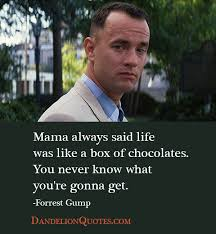 Mama always said life
was like a box of chocolates.
You never know what
you're gonna get.
-Forrest Gump
DandelionQuotes.com